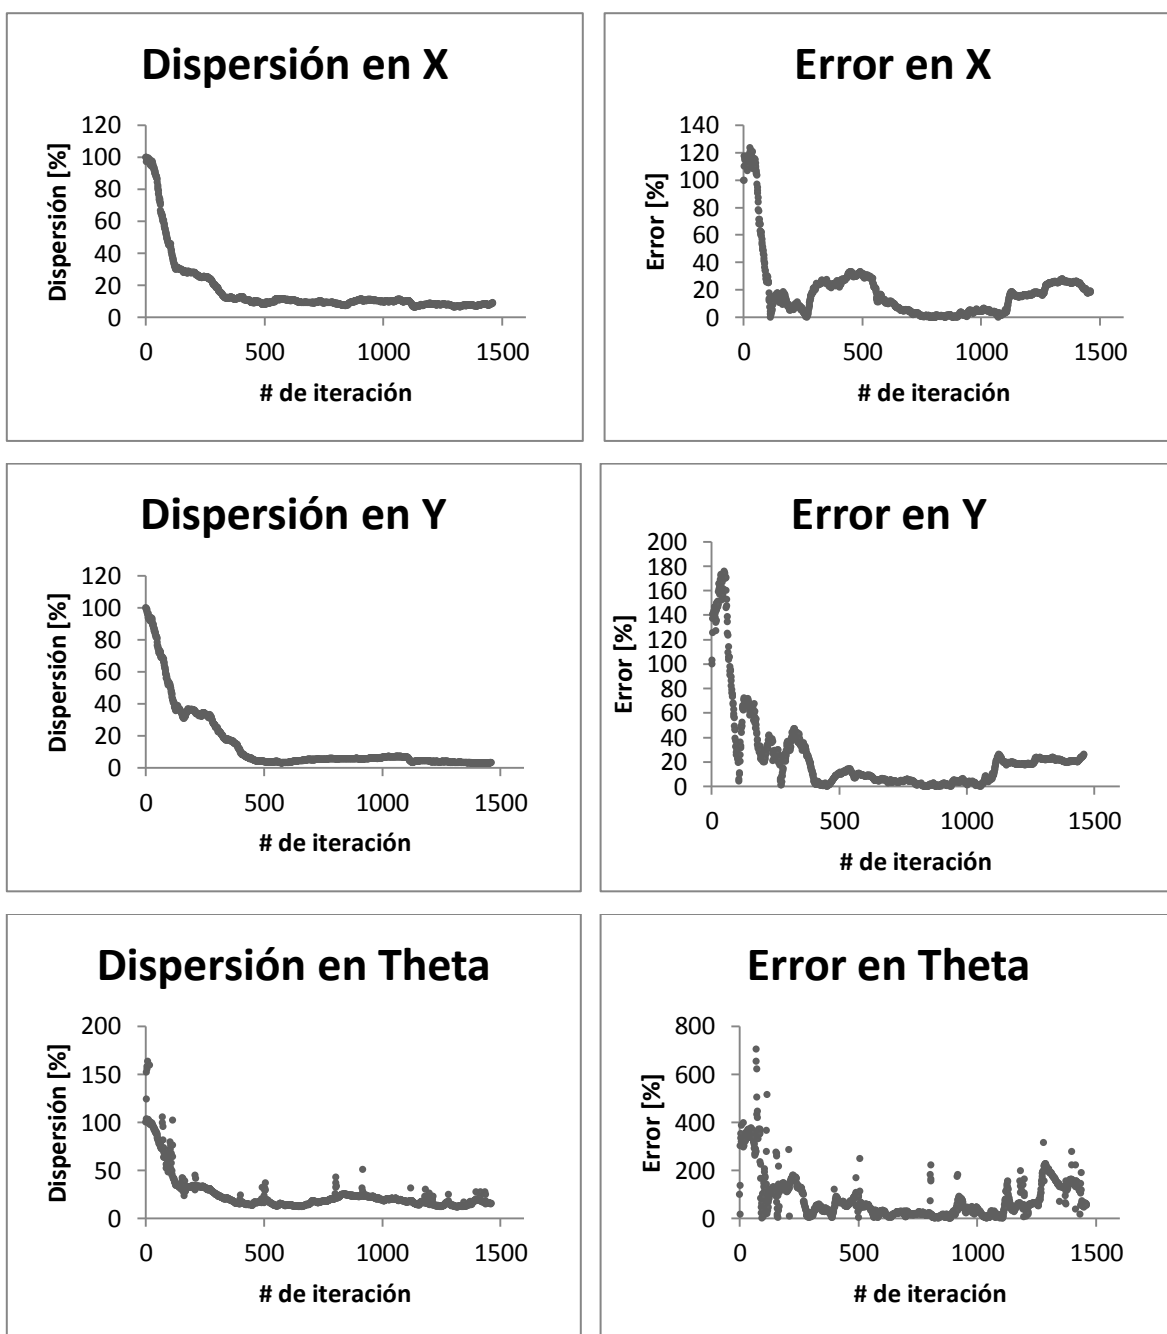 Dispersión en X
Dispersión [%]
120
100
80
60
40
20
0
0 500 1000 1500
# de iteración
Error en X
Error [%]
140
120
100
80
60
40
20
0
0 500 1000 1500
# de iteración
Dispersión en Y
Dispersión [%]
120
100
80
60
40
20
0
0 500 1000 1500
# de iteración
Error en Y
Error [%]
200
180
160
140
120
100
80
60
40
20
0
0 500 1000 1500
# de iteración
Dispersión en Theta
Dispersión [%]
200
150
100
50
0
0 500 1000 1500
# de iteración
Error en Theta
Error [%]
800
600
400
200
0
0 500 1000 1500
# de iteración